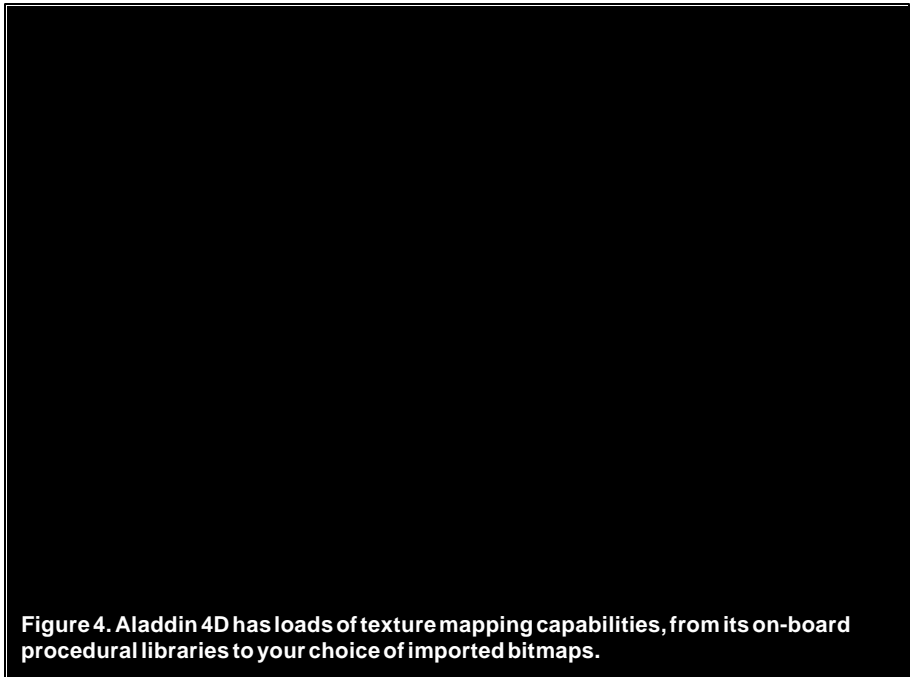 Figure 4. Aladdin 4D has loads of texture mapping capabilities, from its on-board
procedural libraries to your choice of imported bitmaps.